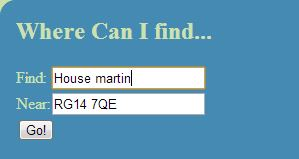 Where Can I find...
Find: House martin
Near: RG14 7QE
Go!